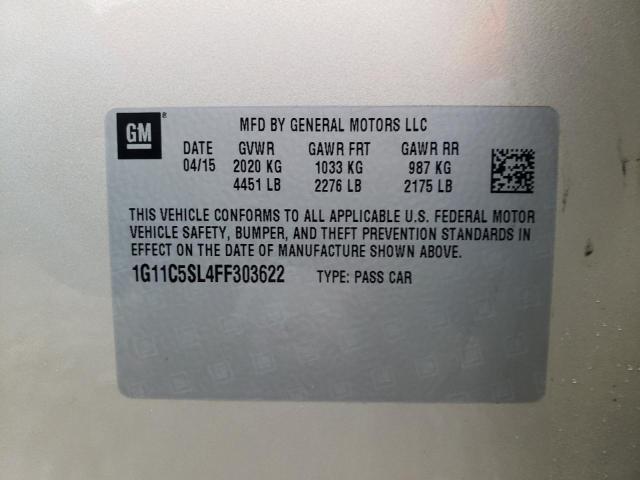 GM ®
MFD BY GENERAL MOTORS LLC
DATE GVWR GAWR FRT GAWR RR
04/15 2020 KG 1033 KG 987 KG
4451 LB 2276 LB 2175 LB
THIS VEHICLE CONFORMS TO ALL APPLICABLE U.S. FEDERAL MOTOR
VEHICLE SAFETY, BUMPER, AND THEFT PREVENTION STANDARDS IN
EFFECT ON THE DATE OF MANUFACTURE SHOWN ABOVE.
1G11C5SL4FF303622 TYPE: PASS CAR